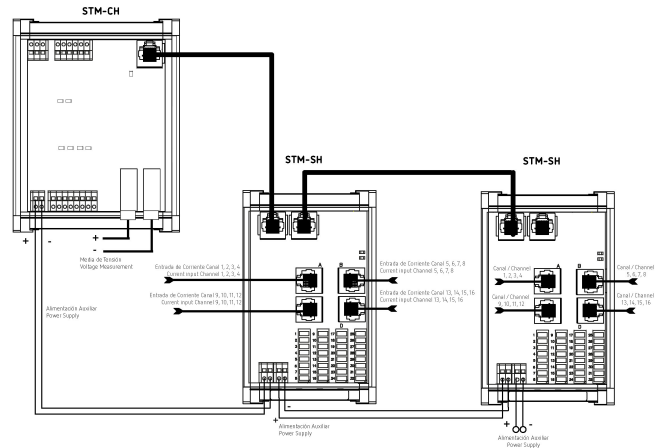 STM-CH
STM-SH
STM-SH
+
-
+
-
Media de Tensión
Voltage Measurement
Alimentación Auxiliar
Power Supply
Entrada de Corriente Canal 1, 2, 3, 4
Current input Channel 1, 2, 3, 4
Entrada de Corriente Canal 9, 10, 11, 12
Current input Channel 9, 10, 11, 12
A
B
D
Entrada de Corriente Canal 5, 6, 7, 8
Current input Channel 5, 6, 7, 8
Entrada de Corriente Canal 13, 14, 15, 16
Current input Channel 13, 14, 15, 16
+
-
Alimentación Auxiliar
Power Supply
Canal / Channel
1, 2, 3, 4
Canal / Channel
9, 10, 11, 12
A
Canal / Channel
5, 6, 7, 8
Canal / Channel
13, 14, 15, 16
+
-
Alimentación Auxiliar
Power Supply